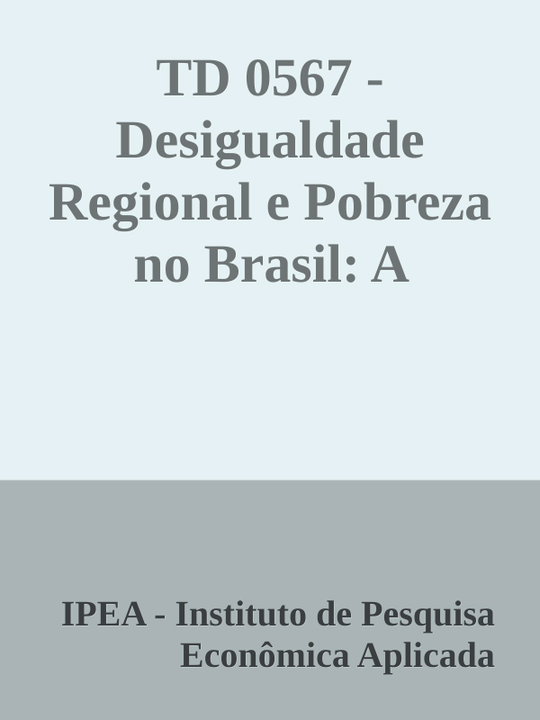 TD 0567 -
Desigualdade
Regional e Pobreza
no Brasil: A
IPEA - Instituto de Pesquisa
Econômica Aplicada